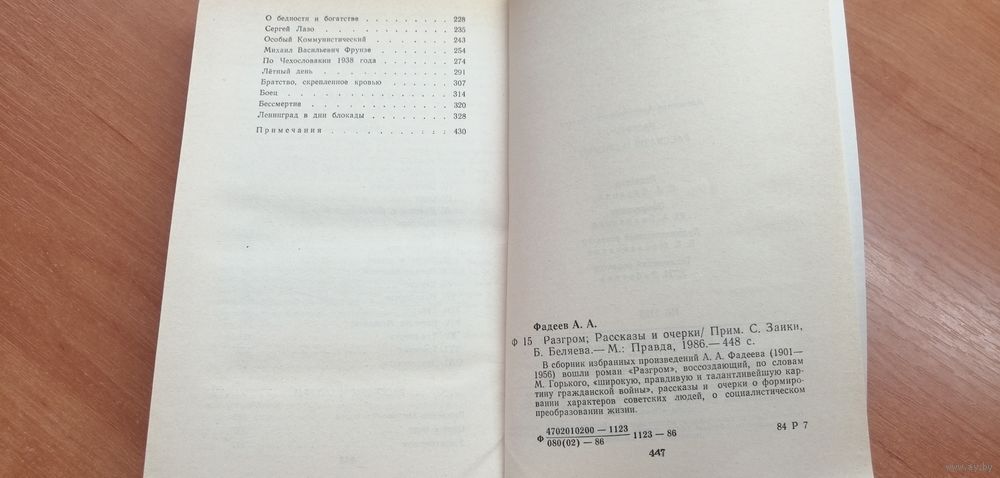 О бедности и богатстве . . . . . . . . . 228
Сергей Лазо . . . . . . . . . . . . . 235
Особый Коммунистический . . . . . . . . 243
Михаил Васильевич Фрунзе . . . . . . . . 254
По Чехословакии 1938 года . . . . . . . . 274
Лётный день . . . . . . . . . . . . . 291
Братство, скрепленное кровью . . . . . . . 307
Боец . . . . . . . . . . . . . . . . 314
Бессмертие . . . . . . . . . . . . . . 320
Ленинград в дни блокады . . . . . . . . 328
Примечания . . . . . . . . . . . . 430
Фадеев А. А.
Ф 15 Разгром; Рассказы и очерки/ Прим. С. Заики,
Б. Беляева.— М.: Правда, 1986.— 448 с.
В сборник избранных произведений А. А. Фадеева (1901—
1956) вошли роман «Разгром», воссоздающий, по словам
М. Горького, «широкую, правдивую и талантливейшую кар-
тину гражданской войны», рассказы и очерки о формиро-
вании характеров советских людей, о социалистическом
преобразовании жизни.
Ф 4702010200 — 1123
080(02) — 86
1123 — 86
84 Р 7
447
www.ay.by